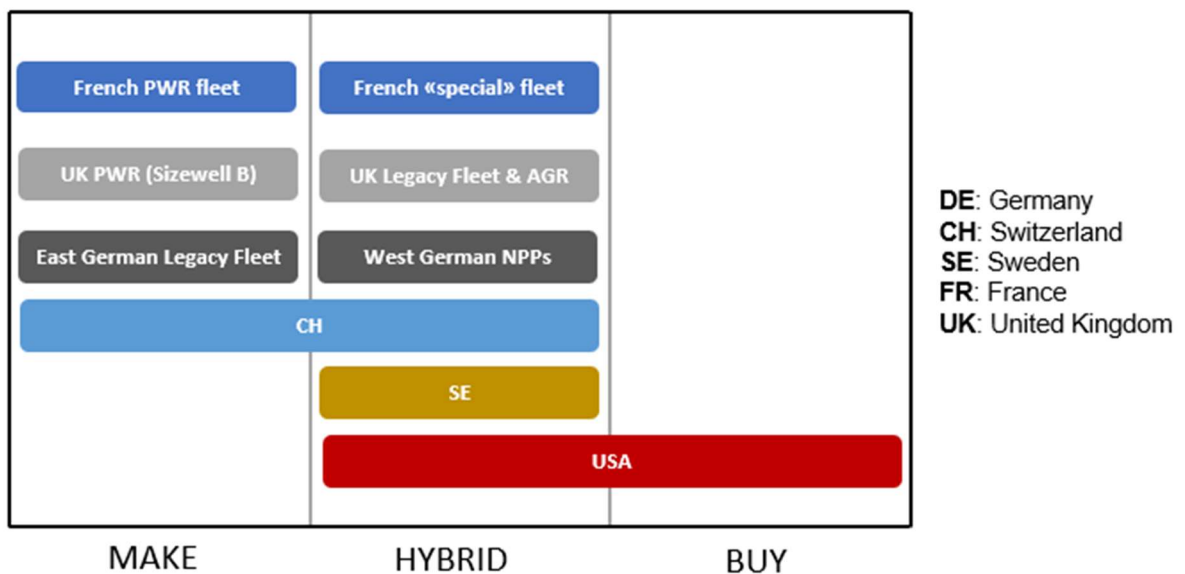 French PWR fleet
French «special» fleet
UK PWR (Sizewell B)
UK Legacy Fleet & AGR
East German Legacy Fleet
West German NPPs
CH
SE
USA
MAKE
HYBRID
BUY
DE: Germany
CH: Switzerland
SE: Sweden
FR: France
UK: United Kingdom